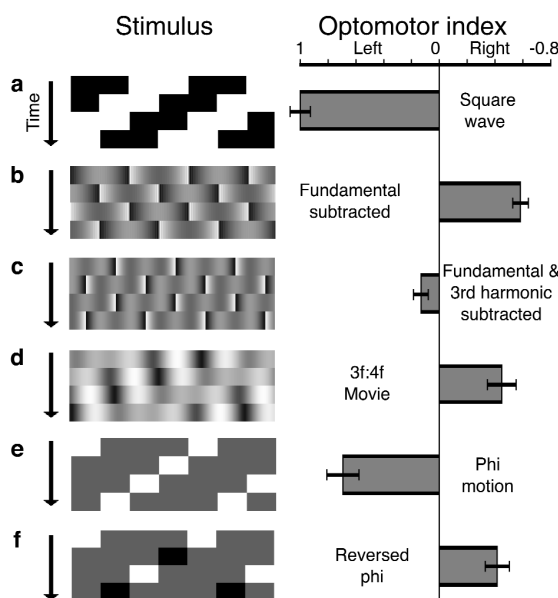 Stimulus
Optomotor index
Left
Right
1
0
-0.8
a
Time
Square
wave
b
Fundamental
subtracted
c
Fundamental &
3rd harmonic
subtracted
d
3f:4f
Movie
e
Phi
motion
f
Reversed
phi